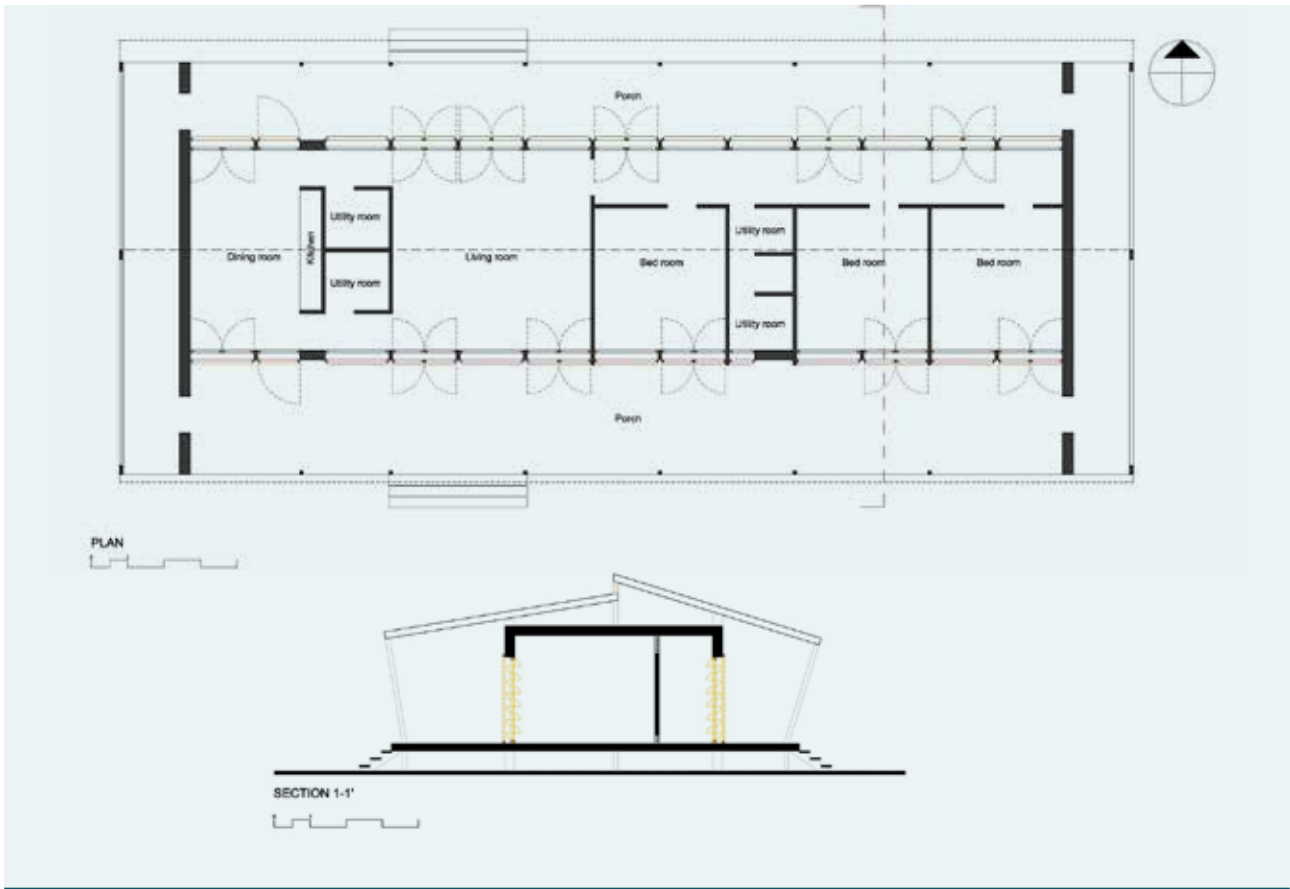 Porch
Utility room
Utility room
Dining room
Kitchen
Living room
Bed room
Bed room
Bed room
Utility room
Utility room
Porch
PLAN
SECTION 1-1'